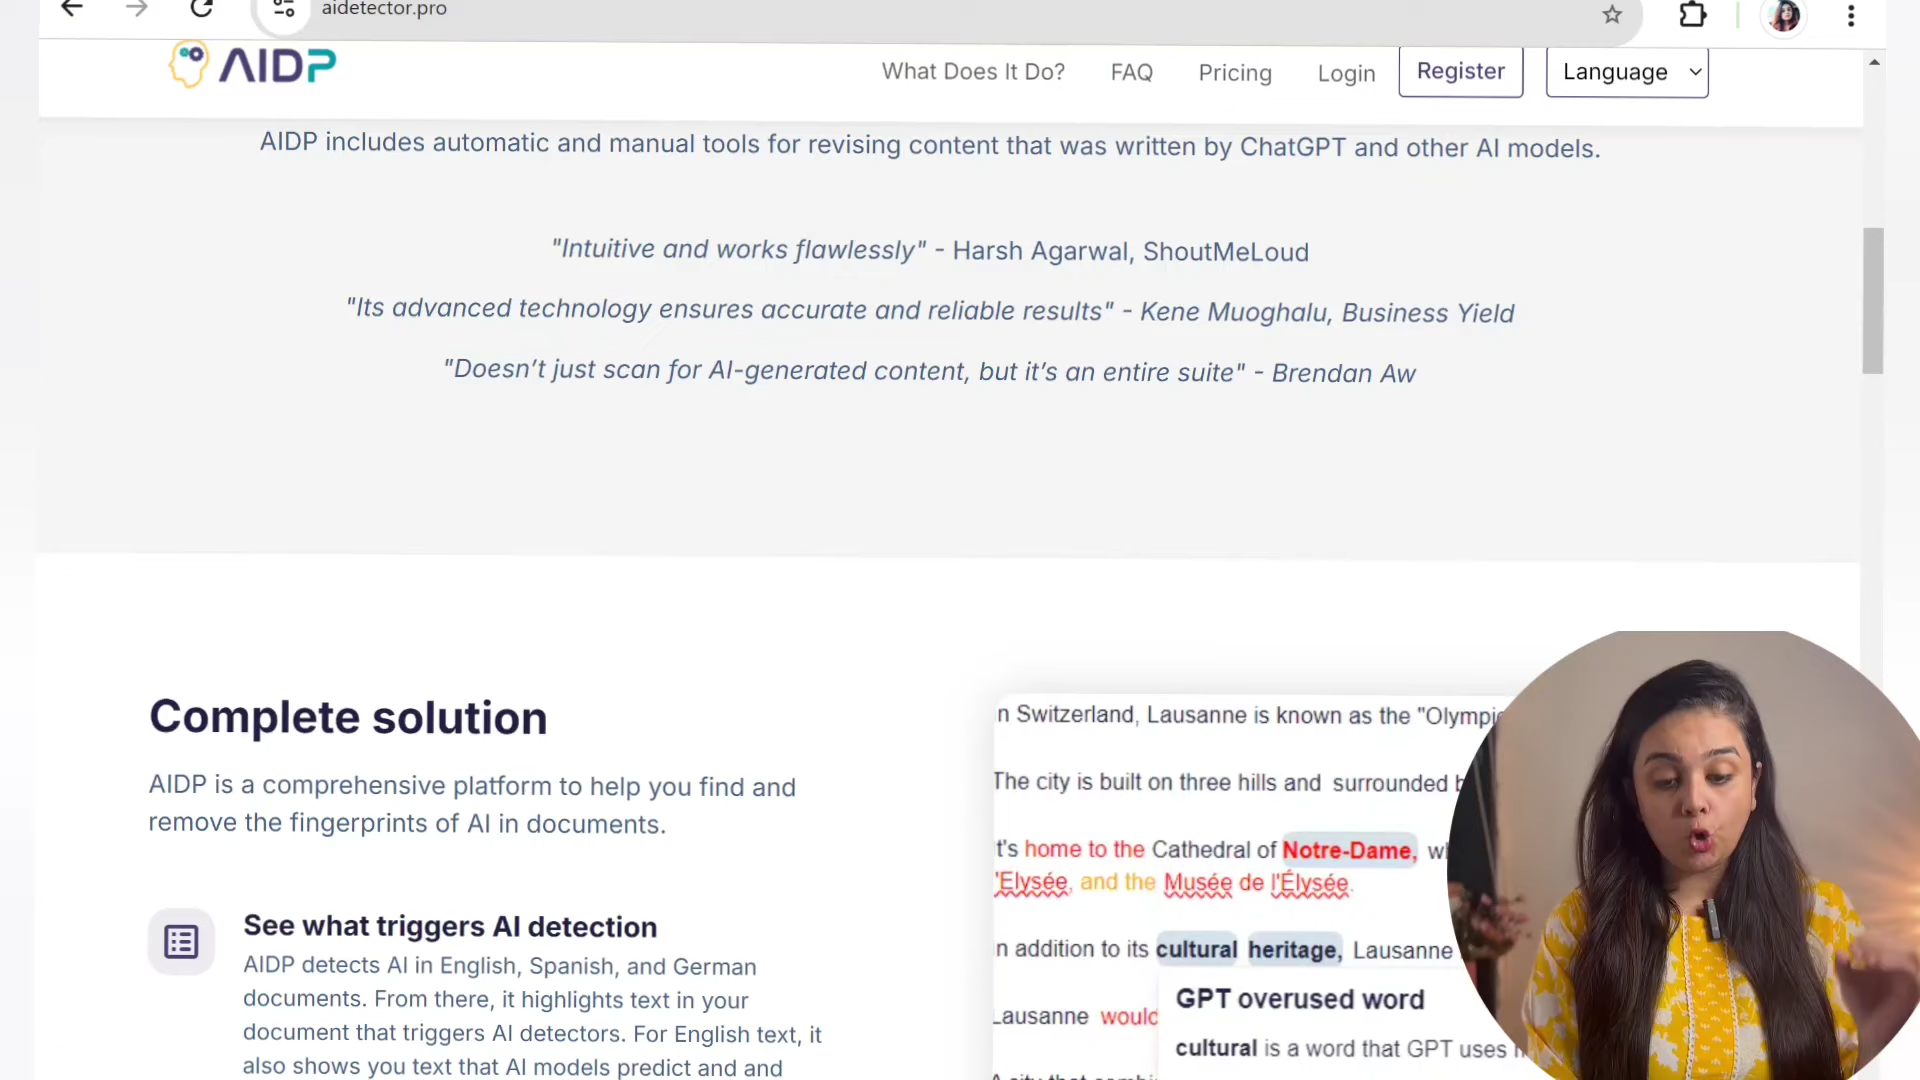 aidetector.pro
AIDP
What Does It Do?
FAQ
Pricing
Login
Register
Language
AIDP includes automatic and manual tools for revising content that was written by ChatGPT and other AI models.
"Intuitive and works flawlessly" - Harsh Agarwal, ShoutMeLoud
"Its advanced technology ensures accurate and reliable results" - Kene Muoghalu, Business Yield
"Doesn’t just scan for AI-generated content, but it’s an entire suite" - Brendan Aw
Complete solution
AIDP is a comprehensive platform to help you find and
remove the fingerprints of AI in documents.
See what triggers AI detection
AIDP detects AI in English, Spanish, and German
documents. From there, it highlights text in your
document that triggers AI detectors. For English text, it
also shows you text that AI models predict and and
n Switzerland, Lausanne is known as the "Olympi
The city is built on three hills and surrounded
t's home to the Cathedral of Notre-Dame,
'Elysée, and the Musée de l'Élysée.
n addition to its cultural heritage, Lausanne
Lausanne would
GPT overused word
cultural is a word that GPT uses